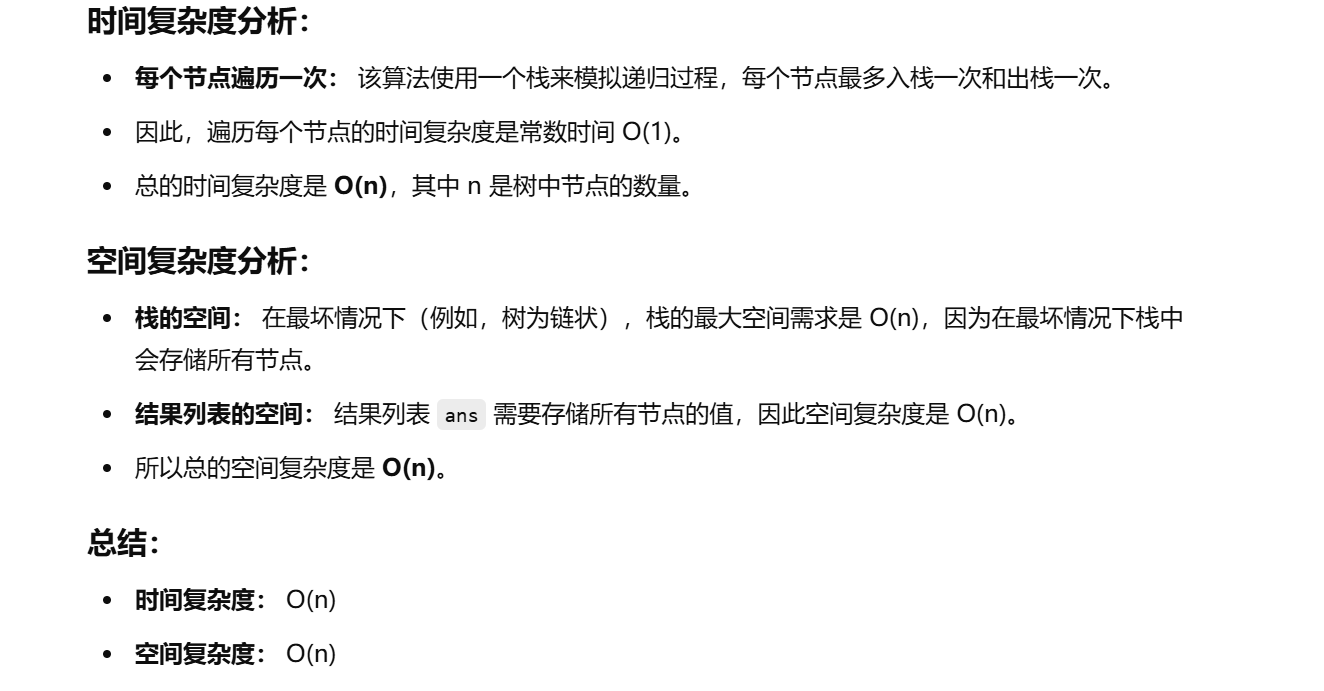 时间复杂度分析：
• 每个节点遍历一次： 该算法使用一个栈来模拟递归过程，每个节点最多入栈一次和出栈一次。
• 因此，遍历每个节点的时间复杂度是常数时间 O(1)。
• 总的时间复杂度是 O(n)，其中 n 是树中节点的数量。
空间复杂度分析：
• 栈的空间： 在最坏情况下（例如，树为链状），栈的最大空间需求是 O(n)，因为在最坏情况下栈中
会存储所有节点。
• 结果列表的空间： 结果列表 ans 需要存储所有节点的值，因此空间复杂度是 O(n)。
• 所以总的空间复杂度是 O(n)。
总结：
• 时间复杂度： O(n)
• 空间复杂度： O(n)